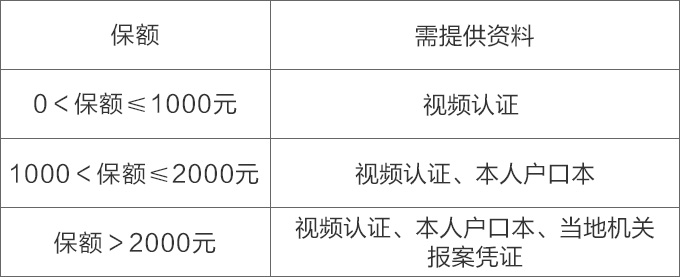 保额 需提供资料
0＜保额≤1000元 视频认证
1000＜保额≤2000元 视频认证、本人户口本
保额＞2000元 视频认证、本人户口本、当地机关
报案凭证